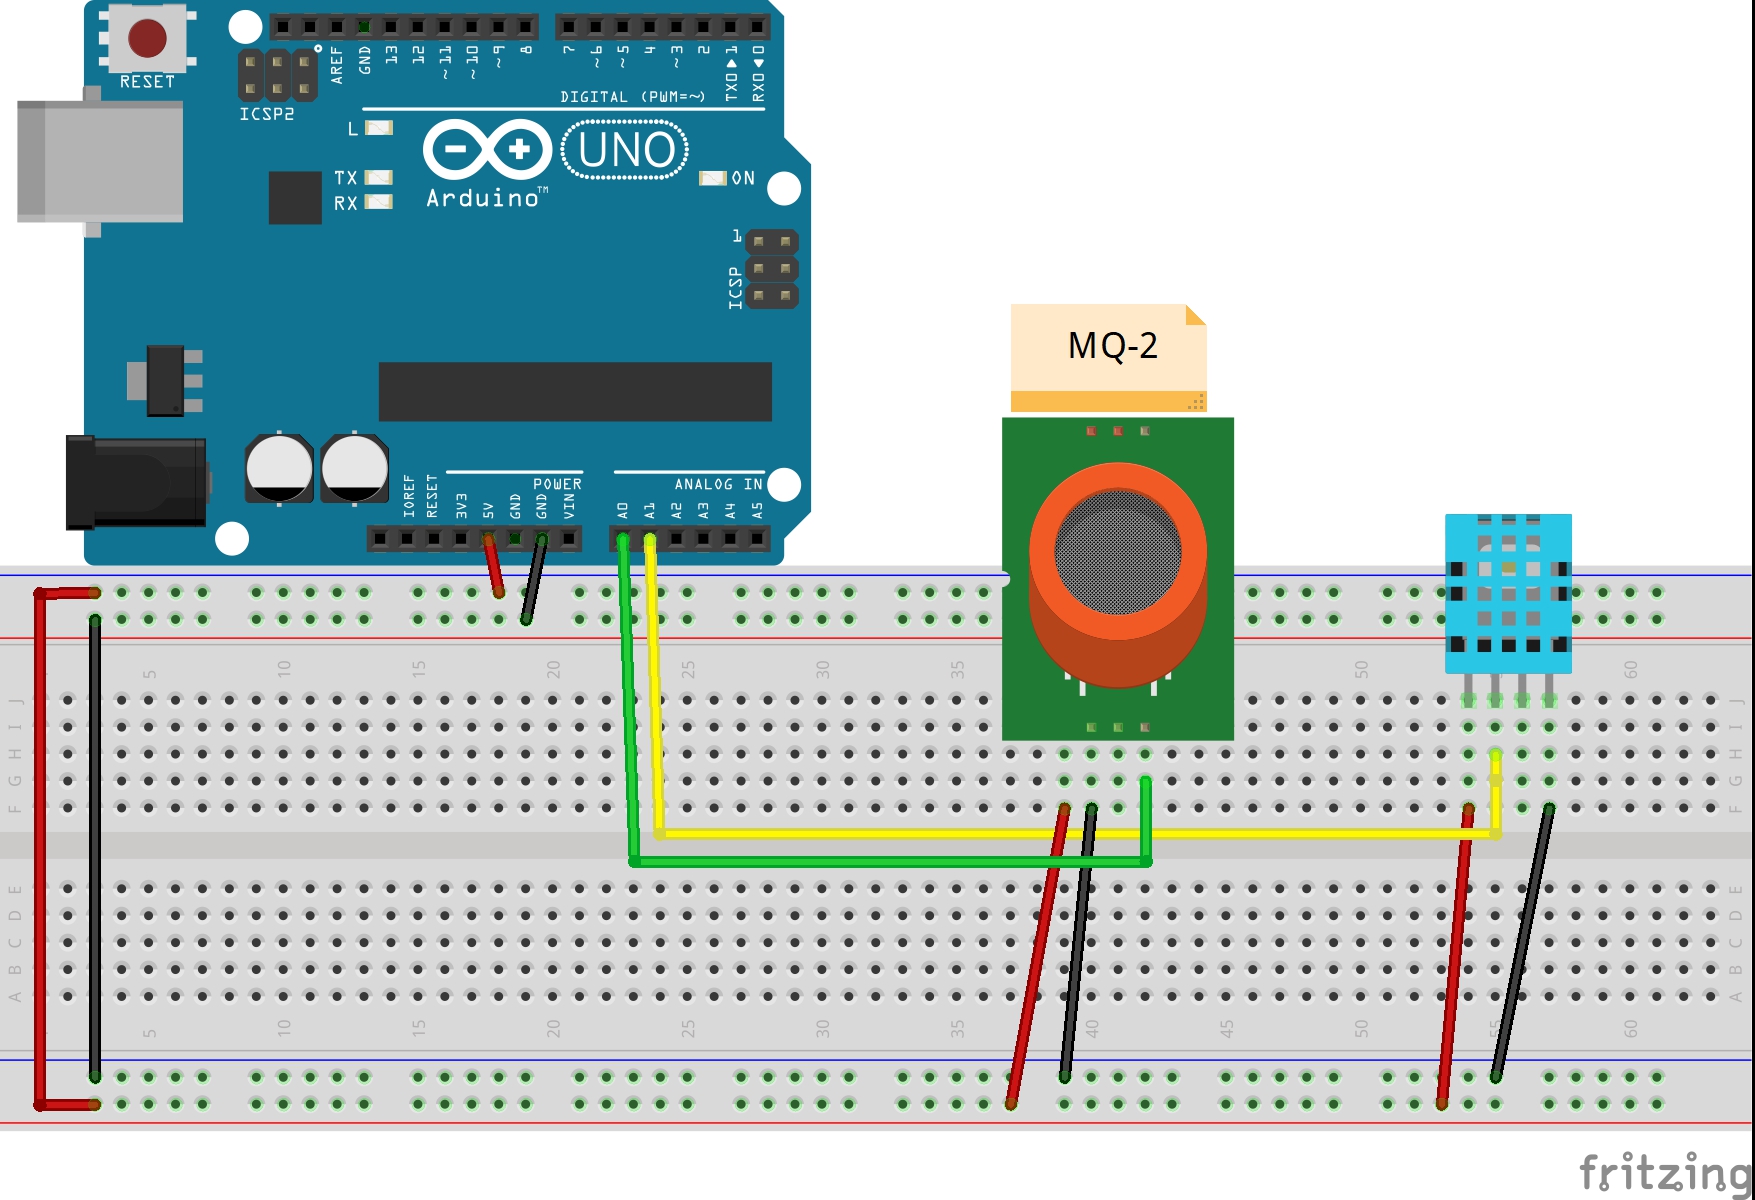 RESET
ICSP2
AREF
GND
13
12
~11
~10
~9
8
7
~6
~5
4
~3
2
TX0▶1
RX0◀0
DIGITAL (PWM=~)
L
TX
RX
UNO
Arduino™
ON
1
ICSP
MQ-2
IOREF
RESET
3V3
5V
GND
GND
VIN
POWER
ANALOG IN
A0
A1
A2
A3
A4
A5
5
10
15
20
25
30
35
50
60
J
I
H
G
F
J
I
H
G
F
E
D
C
B
A
E
D
C
B
A
5
10
15
20
25
30
35
40
45
50
55
60
fritzing